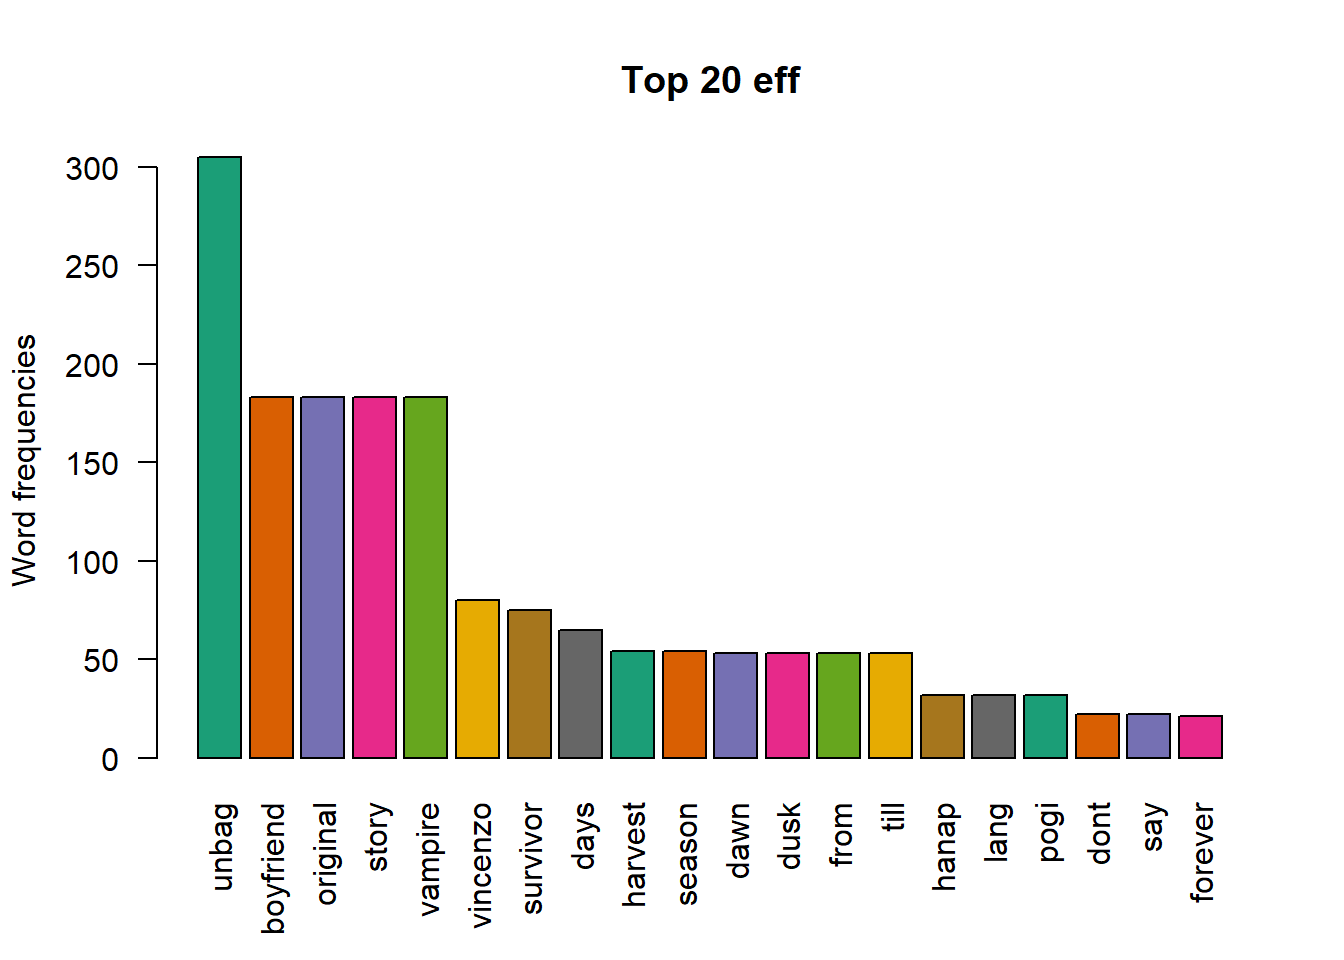 Top 20 eff
Word frequencies
300
250
200
150
100
50
0
unbag
boyfriend
original
story
vampire
vincenzo
survivor
days
harvest
season
dawn
dusk
from
till
hanap
lang
pogi
dont
say
forever